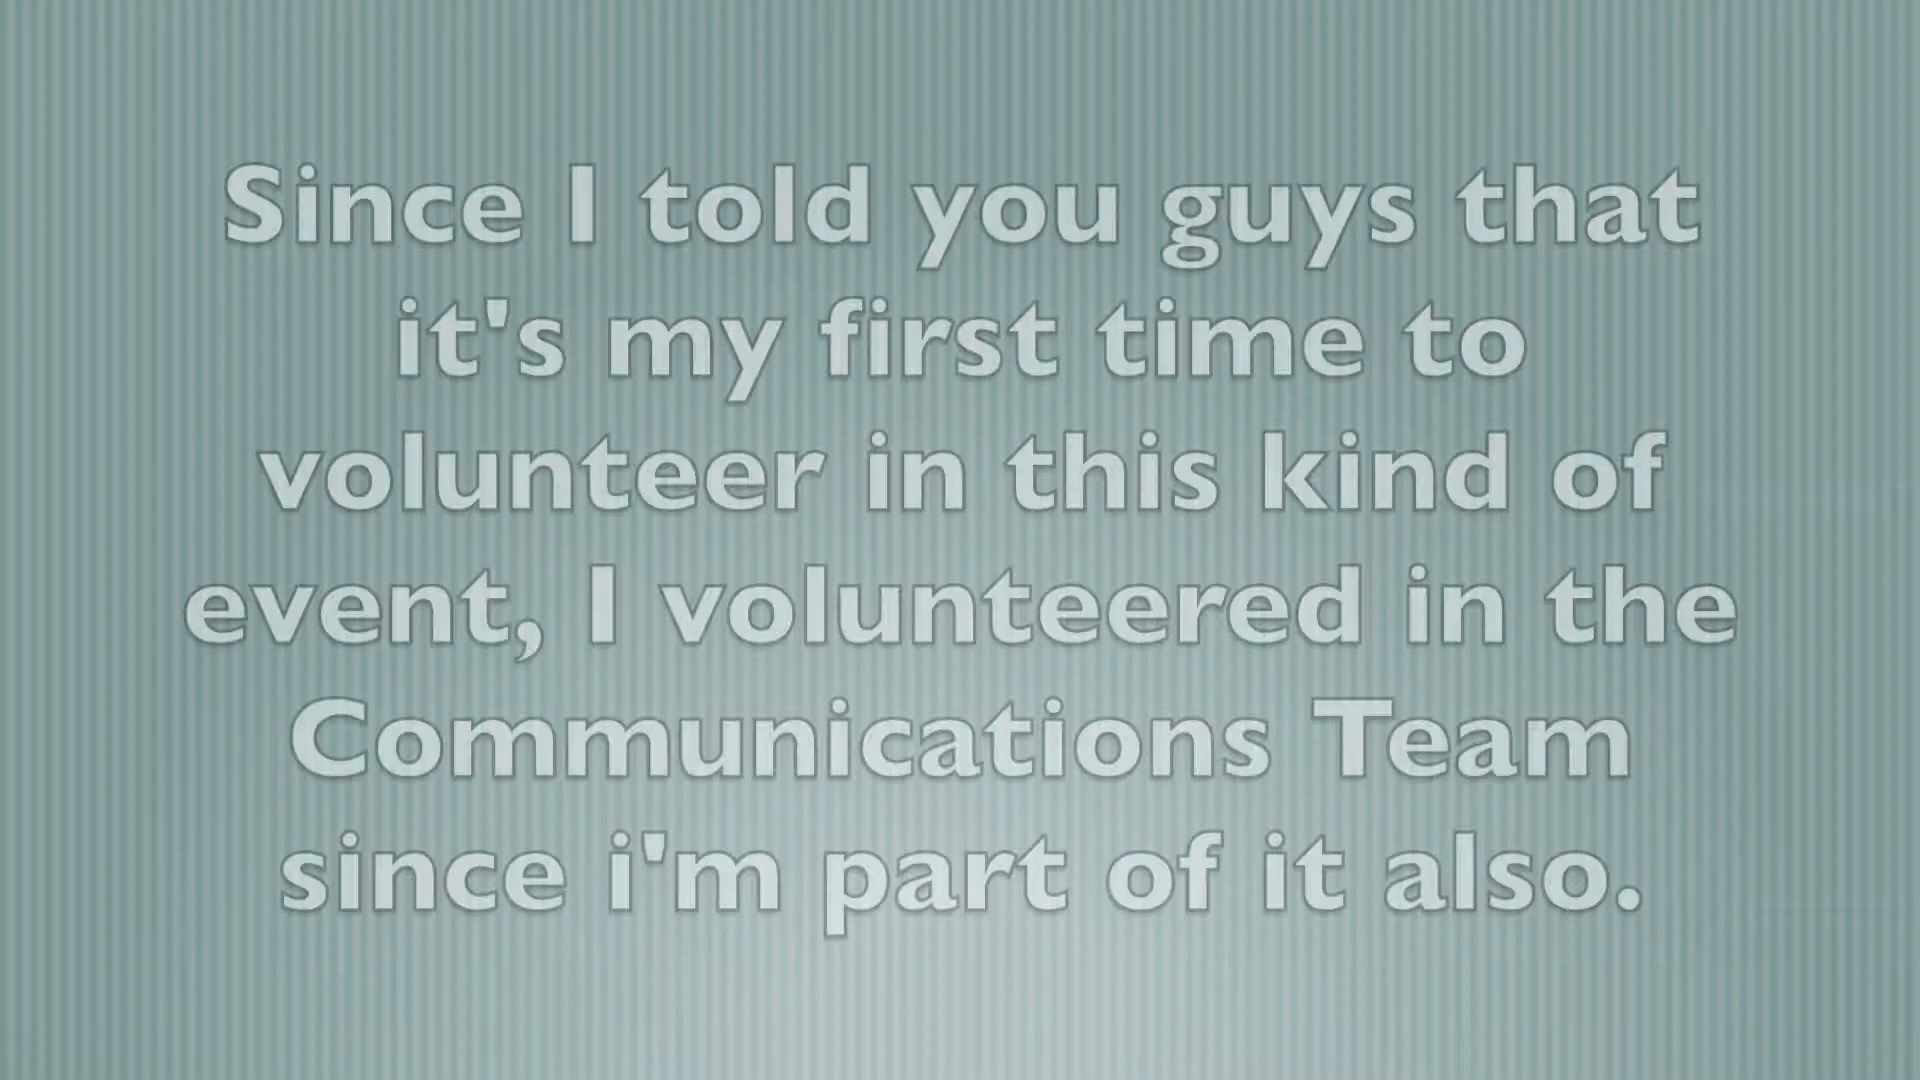 Since I told you guys that
it's my first time to
volunteer in this kind of
event, I volunteered in the
Communications Team
since i'm part of it also.